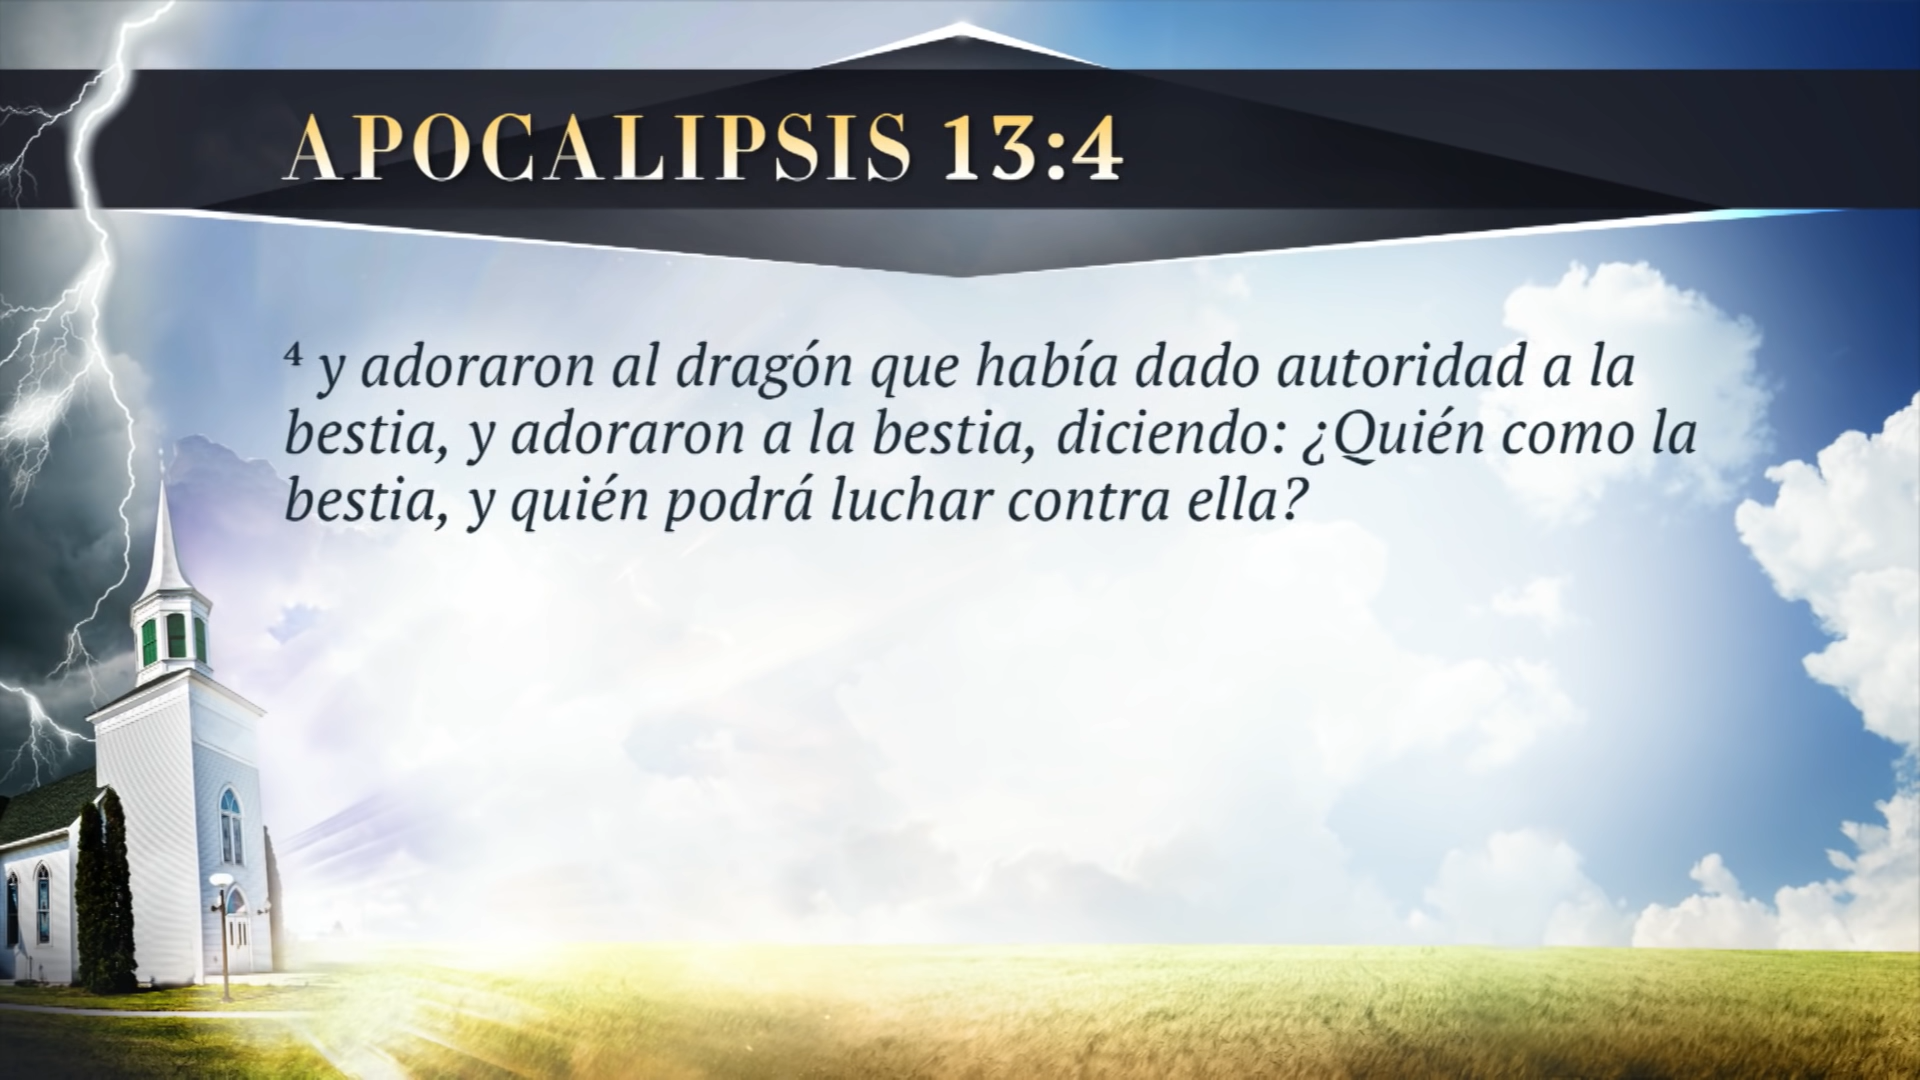 APOCALIPSIS 13:4
⁴ y adoraron al dragón que había dado autoridad a la
bestia, y adoraron a la bestia, diciendo: ¿Quién como la
bestia, y quién podrá luchar contra ella?